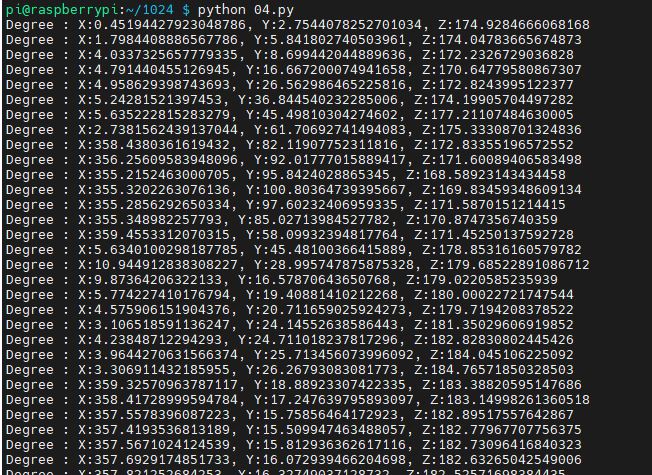 pi@raspberrypi:~/1024 $ python 04.py
Degree : X:0.45194427923048786, Y:2.7544078252701034, Z:174.9284666068168
Degree : X:1.7984408886567786, Y:5.841802740503961, Z:174.04783665674873
Degree : X:4.0337325657779335, Y:8.699442044889636, Z:172.2326729036828
Degree : X:4.791440455126945, Y:16.667200074941658, Z:170.64779580867307
Degree : X:4.958629398743693, Y:26.562986465225816, Z:172.8243995122377
Degree : X:5.24281521397453, Y:36.844540232285006, Z:174.19905704497282
Degree : X:5.635222815283279, Y:45.49810304274602, Z:177.21107484630005
Degree : X:2.7381562439137044, Y:61.70692741494083, Z:175.33308701324836
Degree : X:358.4380361619432, Y:82.11907752311816, Z:172.83355196572552
Degree : X:356.25609583948096, Y:92.01777015889417, Z:171.60089406583498
Degree : X:355.2152463000705, Y:95.8424028865345, Z:168.58923143434458
Degree : X:355.3202263076136, Y:100.80364739395667, Z:169.83459348609134
Degree : X:355.2856292650334, Y:97.60232406959335, Z:171.5870151214415
Degree : X:355.348982257793, Y:85.02713984527782, Z:170.8747356740359
Degree : X:359.4553312070315, Y:58.09932394817764, Z:171.45250137592728
Degree : X:5.6340100298187785, Y:45.48100366415889, Z:178.85316160579782
Degree : X:10.944912838308227, Y:28.995747875875328, Z:179.68522891086712
Degree : X:9.87364206322133, Y:16.57870643650768, Z:179.0220585235939
Degree : X:5.774227410176794, Y:19.40881410212268, Z:180.00022721747544
Degree : X:4.575906151904376, Y:20.711659025924273, Z:179.7194208378522
Degree : X:3.106518591136247, Y:24.14552638586443, Z:181.35029606919852
Degree : X:4.23848712294293, Y:24.711018237817296, Z:182.82830802445426
Degree : X:3.9644270631566374, Y:25.713456073996092, Z:184.045106225092
Degree : X:3.306911432185955, Y:26.26793083081773, Z:184.76571850328503
Degree : X:359.32570963787117, Y:18.88923307422335, Z:183.38820595147686
Degree : X:358.41728999594784, Y:17.247639795893097, Z:183.14998261360518
Degree : X:357.5578396087223, Y:15.75856464172923, Z:182.89517557642867
Degree : X:357.4193536813189, Y:15.509947463488057, Z:182.77967707756375
Degree : X:357.5671024124539, Y:15.812936362617116, Z:182.73096416840323
Degree : X:357.6929174851733, Y:16.072930466204698, Z:182.63265042549006